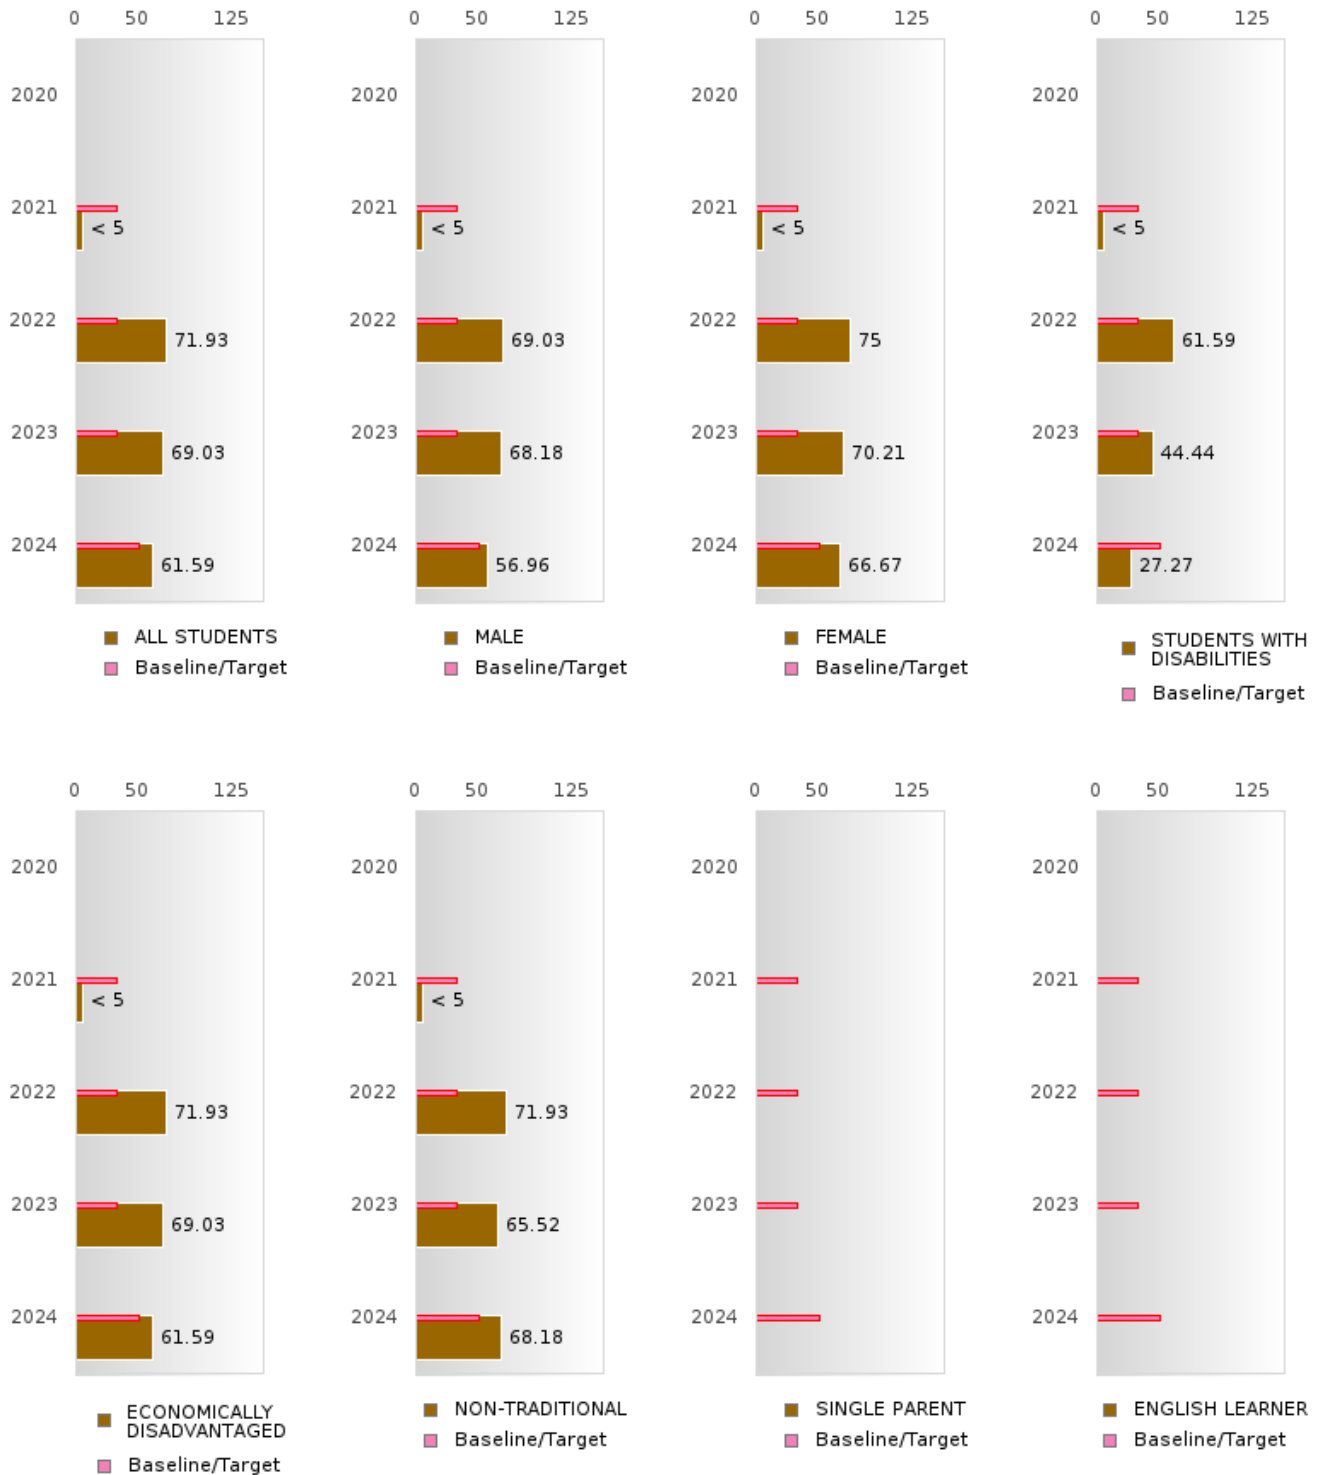 0 50 125
2020
2021
< 5
2022
71.93
2023
69.03
2024
61.59
ALL STUDENTS
Baseline/Target
0 50 125
2020
2021
< 5
2022
69.03
2023
68.18
2024
56.96
MALE
Baseline/Target
0 50 125
2020
2021
< 5
2022
75
2023
70.21
2024
66.67
FEMALE
Baseline/Target
0 50 125
2020
2021
< 5
2022
61.59
2023
44.44
2024
27.27
STUDENTS WITH
DISABILITIES
Baseline/Target
0 50 125
2020
2021
< 5
2022
71.93
2023
69.03
2024
61.59
ECONOMICALLY
DISADVANTAGED
Baseline/Target
0 50 125
2020
2021
< 5
2022
71.93
2023
65.52
2024
68.18
NON-TRADITIONAL
Baseline/Target
0 50 125
2020
2021
2022
2023
2024
SINGLE PARENT
Baseline/Target
0 50 125
2020
2021
2022
2023
2024
ENGLISH LEARNER
Baseline/Target